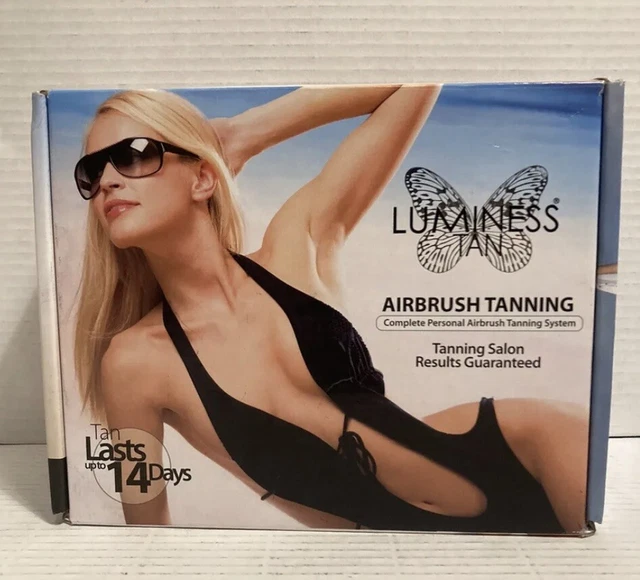 LUMINESS®
TAN
AIRBRUSH TANNING
Complete Personal Airbrush Tanning System
Tanning Salon
Results Guaranteed
Tan
Lasts
up to 14 Days